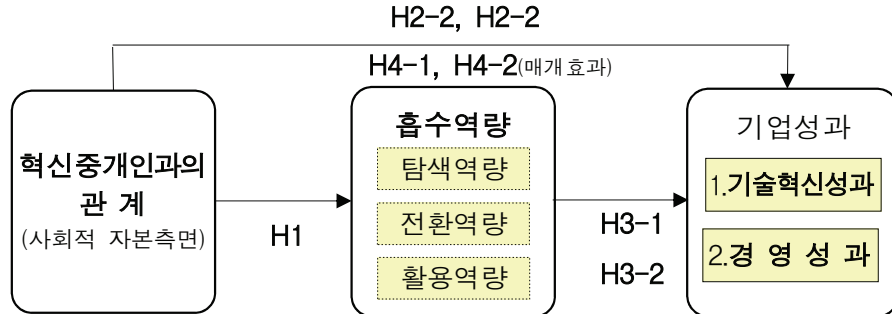 H2-2, H2-2
H4-1, H4-2(매개효과)
혁신중개인과의
관 계
(사회적 자본측면)
H1
흡수역량
탐색역량
전환역량
활용역량
H3-1
H3-2
기업성과
1.기술혁신성과
2.경 영 성 과